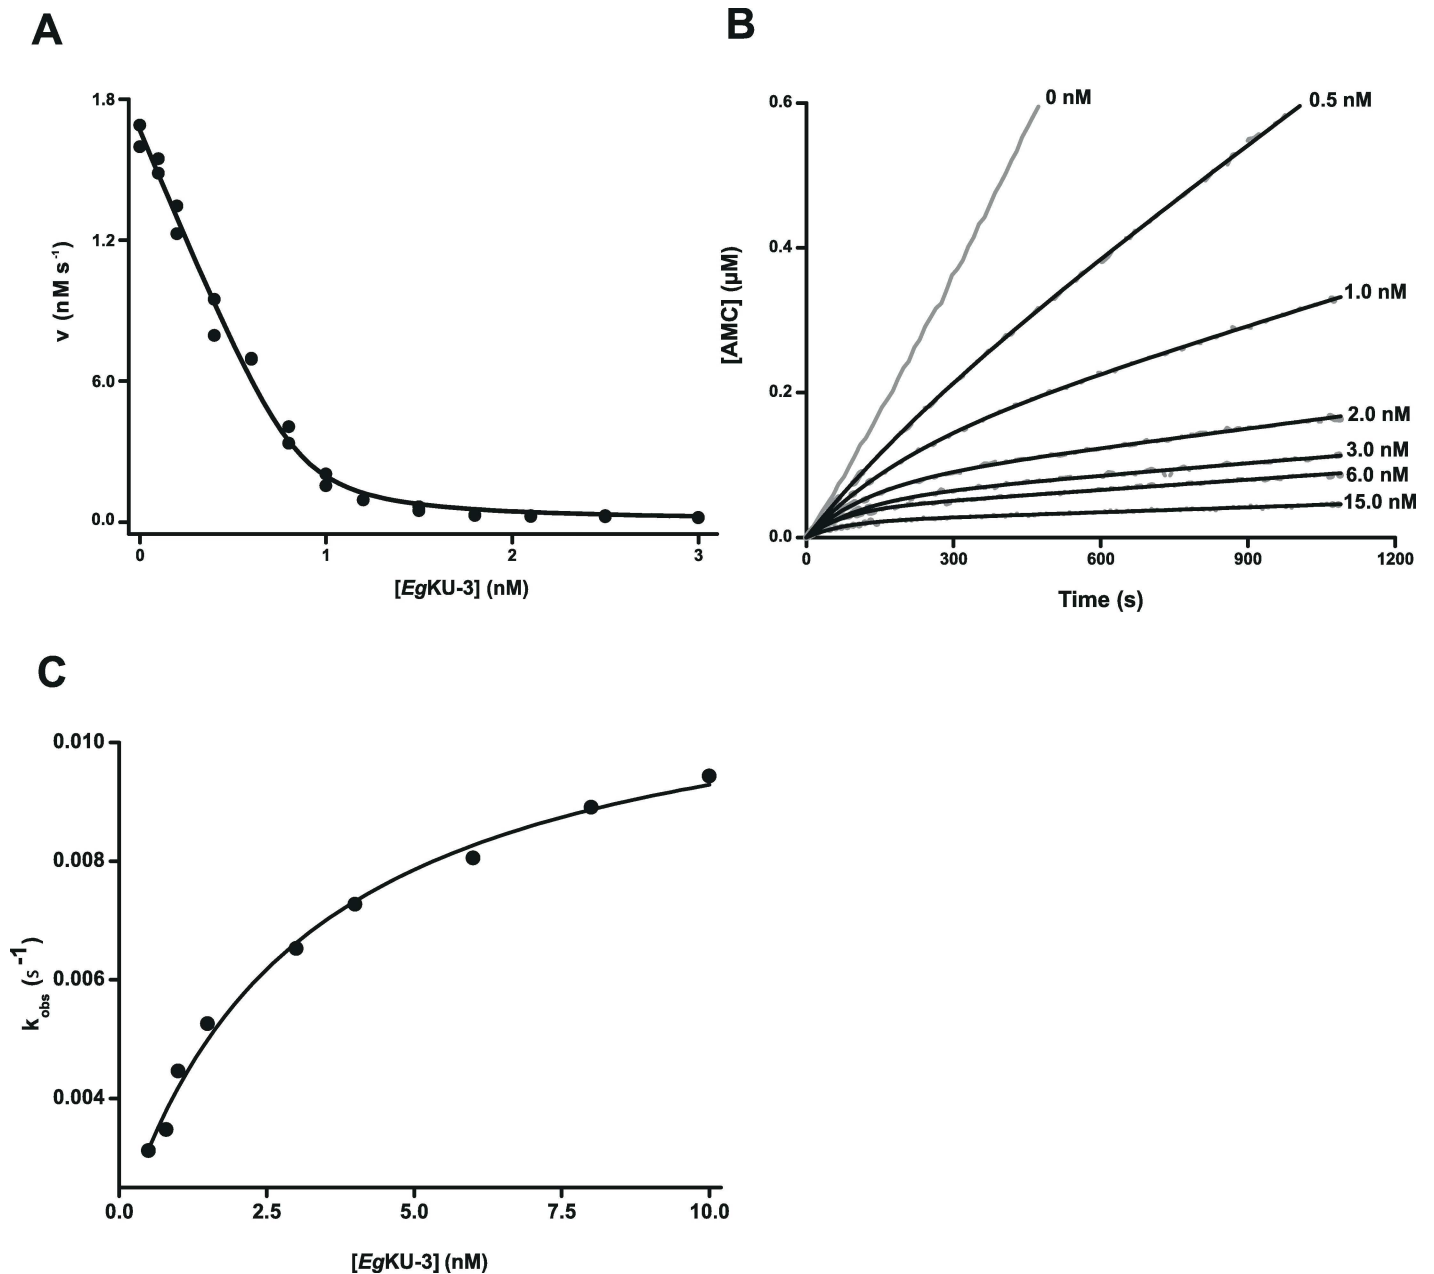 A
1.8
1.2
6.0
0.0
v (nM s⁻¹)
0 1 2 3
[EgKU-3] (nM)
B
0.6
0.4
0.2
0.0
[AMC] (µM)
0 nM
0.5 nM
1.0 nM
2.0 nM
3.0 nM
6.0 nM
15.0 nM
0 300 600 900 1200
Time (s)
C
0.010
0.008
0.006
0.004
k obs (s⁻¹)
0.0 2.5 5.0 7.5 10.0
[EgKU-3] (nM)